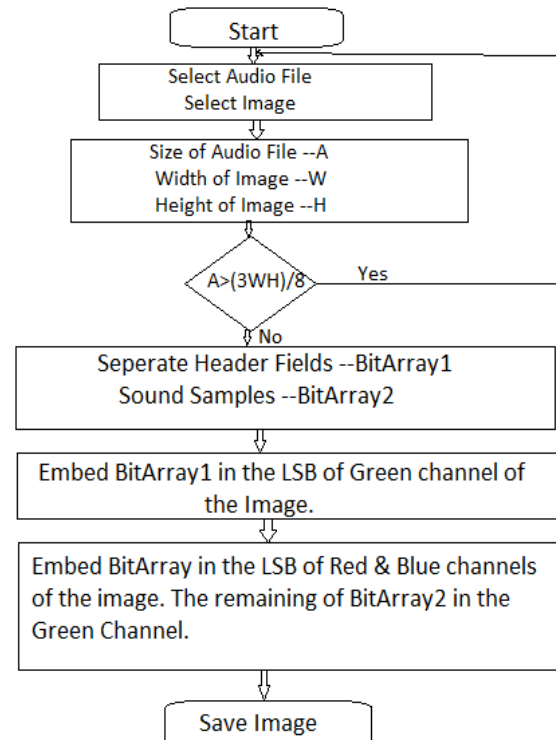 Start
Select Audio File
Select Image
Size of Audio File --A
Width of Image --W
Height of Image --H
A>(3WH)/8
Yes
No
Seperate Header Fields --BitArray1
Sound Samples --BitArray2
Embed BitArray1 in the LSB of Green channel of
the Image.
Embed BitArray in the LSB of Red & Blue channels
of the image. The remaining of BitArray2 in the
Green Channel.
Save Image